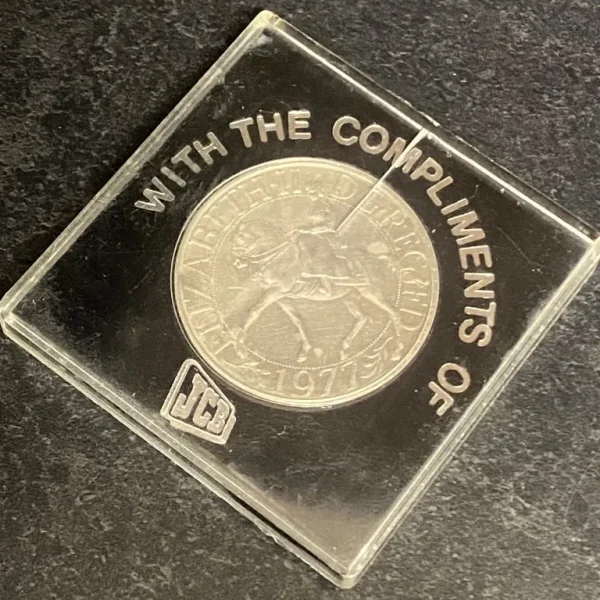 WITH THE COMPLIMENTS OF
ELIZABETH·II D·G REG F·D
1977
JCB